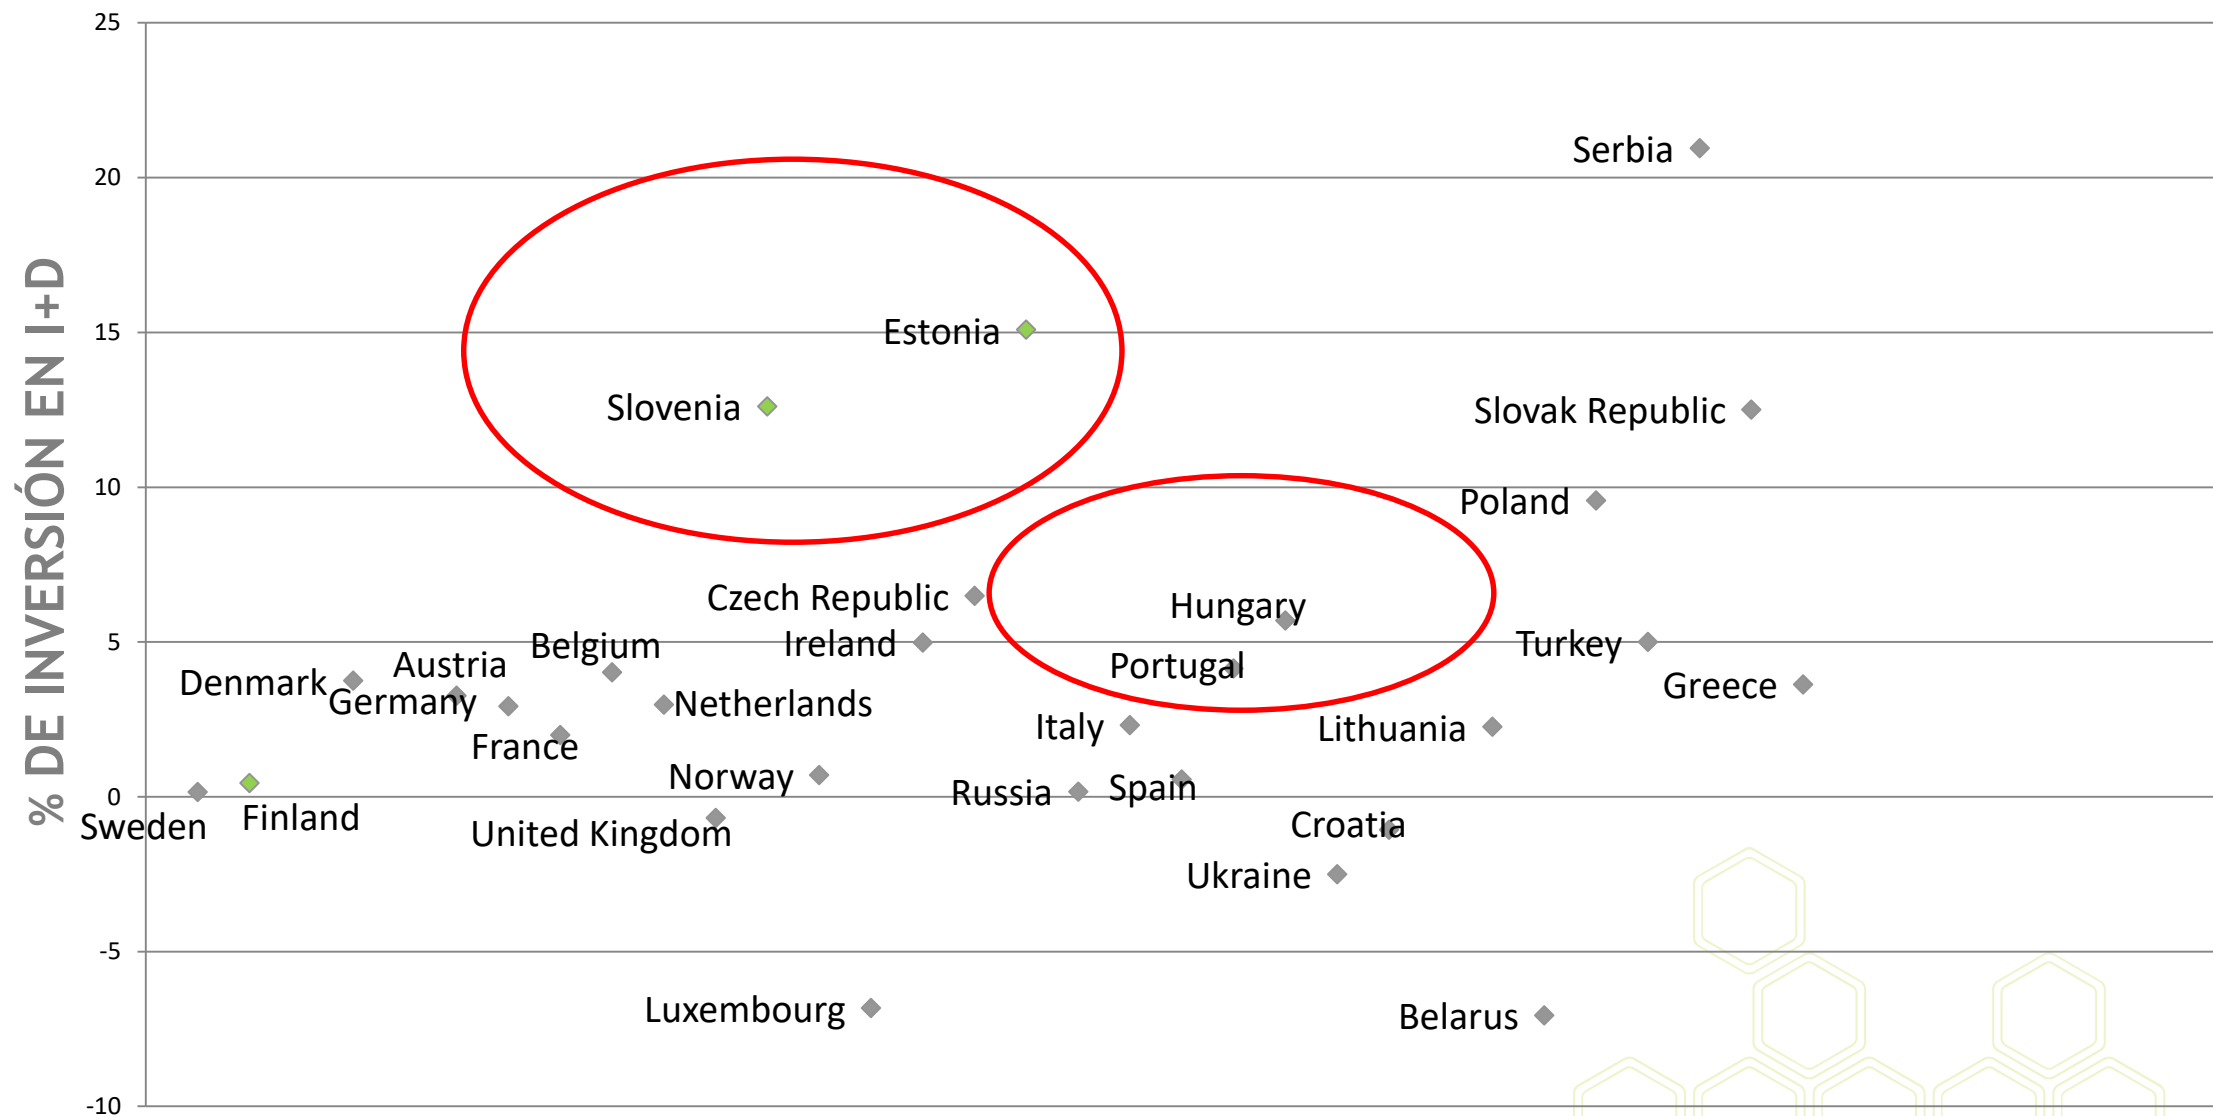 % DE INVERSIÓN EN I+D
25
20
15
10
5
0
-5
-10
Serbia
Estonia
Slovenia
Slovak Republic
Poland
Czech Republic
Hungary
Belgium
Ireland
Turkey
Austria
Portugal
Denmark
Germany
Netherlands
Greece
France
Italy
Lithuania
Norway
Russia
Spain
Sweden
Finland
United Kingdom
Croatia
Ukraine
Luxembourg
Belarus